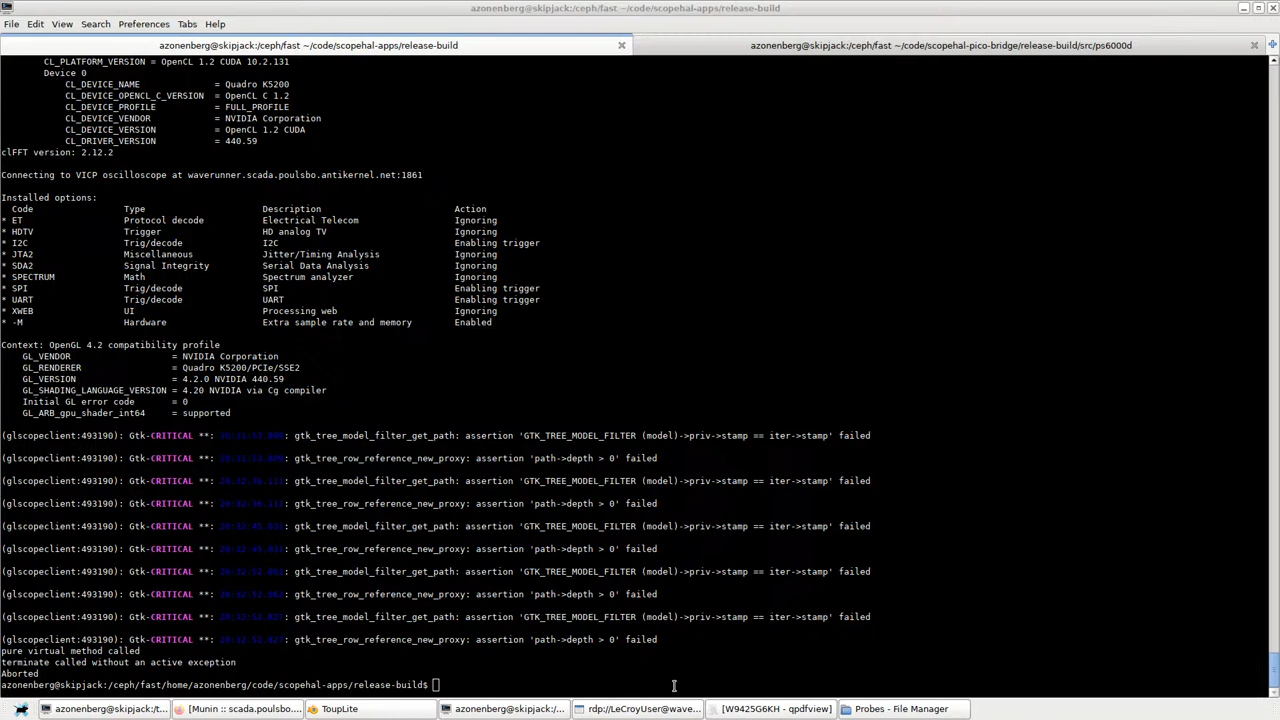 azonenberg@skipjack:/ceph/fast ~/code/scopehal-apps/release-build
File Edit View Search Preferences Tabs Help
azonenberg@skipjack:/ceph/fast ~/code/scopehal-apps/release-build
azonenberg@skipjack:/ceph/fast ~/code/scopehal-pico-bridge/release-build/src/ps6000d
CL_PLATFORM_VERSION = OpenCL 1.2 CUDA 10.2.131
Device 0
CL_DEVICE_NAME = Quadro K5200
CL_DEVICE_OPENCL_C_VERSION = OpenCL C 1.2
CL_DEVICE_PROFILE = FULL_PROFILE
CL_DEVICE_VENDOR = NVIDIA Corporation
CL_DEVICE_VERSION = OpenCL 1.2 CUDA
CL_DRIVER_VERSION = 440.59
clFFT version: 2.12.2
Connecting to VICP oscilloscope at waverunner.scada.poulsbo.antikernel.net:1861
Installed options:
Code Type Description Action
* ET Protocol decode Electrical Telecom Ignoring
* HDTV Trigger HD analog TV Ignoring
* I2C Trig/decode I2C Enabling trigger
* JTA2 Miscellaneous Jitter/Timing Analysis Ignoring
* SDA2 Signal Integrity Serial Data Analysis Ignoring
* SPECTRUM Math Spectrum analyzer Ignoring
* SPI Trig/decode SPI Enabling trigger
* UART Trig/decode UART Enabling trigger
* XWEB UI Processing web Ignoring
* -M Hardware Extra sample rate and memory Enabled
Context: OpenGL 4.2 compatibility profile
GL_VENDOR = NVIDIA Corporation
GL_RENDERER = Quadro K5200/PCIe/SSE2
GL_VERSION = 4.2.0 NVIDIA 440.59
GL_SHADING_LANGUAGE_VERSION = 4.20 NVIDIA via Cg compiler
Initial GL error code = 0
GL_ARB_gpu_shader_int64 = supported
(glscopeclient:493190): Gtk-CRITICAL **: : gtk_tree_model_filter_get_path: assertion 'GTK_TREE_MODEL_FILTER (model)->priv->stamp == iter->stamp' failed
(glscopeclient:493190): Gtk-CRITICAL **: : gtk_tree_row_reference_new_proxy: assertion 'path->depth > 0' failed
(glscopeclient:493190): Gtk-CRITICAL **: : gtk_tree_model_filter_get_path: assertion 'GTK_TREE_MODEL_FILTER (model)->priv->stamp == iter->stamp' failed
(glscopeclient:493190): Gtk-CRITICAL **: : gtk_tree_row_reference_new_proxy: assertion 'path->depth > 0' failed
(glscopeclient:493190): Gtk-CRITICAL **: : gtk_tree_model_filter_get_path: assertion 'GTK_TREE_MODEL_FILTER (model)->priv->stamp == iter->stamp' failed
(glscopeclient:493190): Gtk-CRITICAL **: : gtk_tree_row_reference_new_proxy: assertion 'path->depth > 0' failed
(glscopeclient:493190): Gtk-CRITICAL **: : gtk_tree_model_filter_get_path: assertion 'GTK_TREE_MODEL_FILTER (model)->priv->stamp == iter->stamp' failed
(glscopeclient:493190): Gtk-CRITICAL **: : gtk_tree_row_reference_new_proxy: assertion 'path->depth > 0' failed
(glscopeclient:493190): Gtk-CRITICAL **: : gtk_tree_model_filter_get_path: assertion 'GTK_TREE_MODEL_FILTER (model)->priv->stamp == iter->stamp' failed
(glscopeclient:493190): Gtk-CRITICAL **: : gtk_tree_row_reference_new_proxy: assertion 'path->depth > 0' failed
pure virtual method called
terminate called without an active exception
Aborted
azonenberg@skipjack:/ceph/fast/home/azonenberg/code/scopehal-apps/release-build$
azonenberg@skipjack:/t... [Munin :: scada.poulsbo... ToupLite azonenberg@skipjack:/... rdp://LeCroyUser@wave... [W9425G6KH - qpdfview] Probes - File Manager